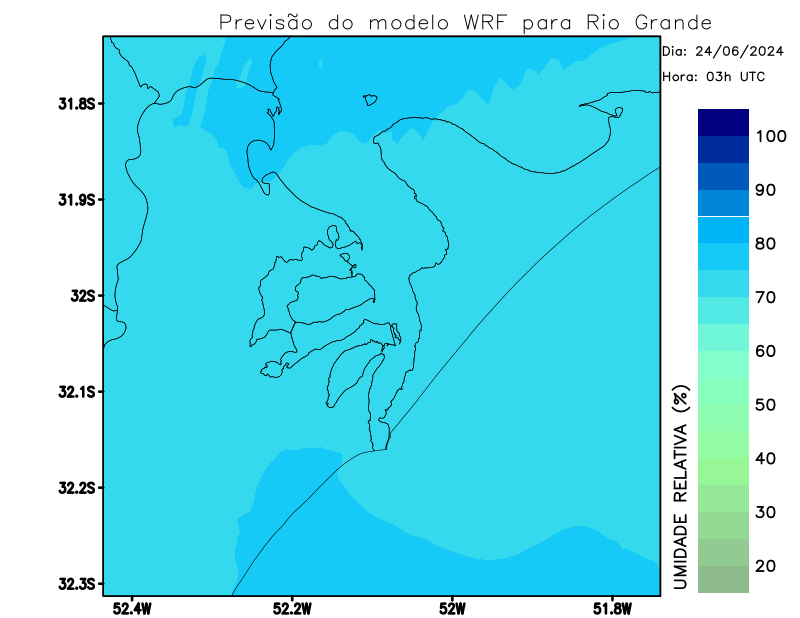 Previsão do modelo WRF para Rio Grande
Dia: 24/06/2024
Hora: 03h UTC
31.8S
31.9S
32S
32.1S
32.2S
32.3S
52.4W
52.2W
52W
51.8W
100
90
80
70
60
50
40
30
20
UMIDADE RELATIVA (%)